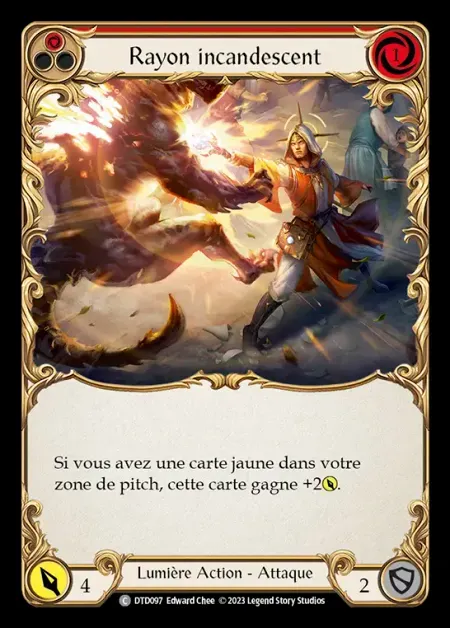 Rayon incandescent
1
Si vous avez une carte jaune dans votre
zone de pitch, cette carte gagne +2.
4
Lumière Action - Attaque
2
C DTD097 Edward Chee ©2023 Legend Story Studios